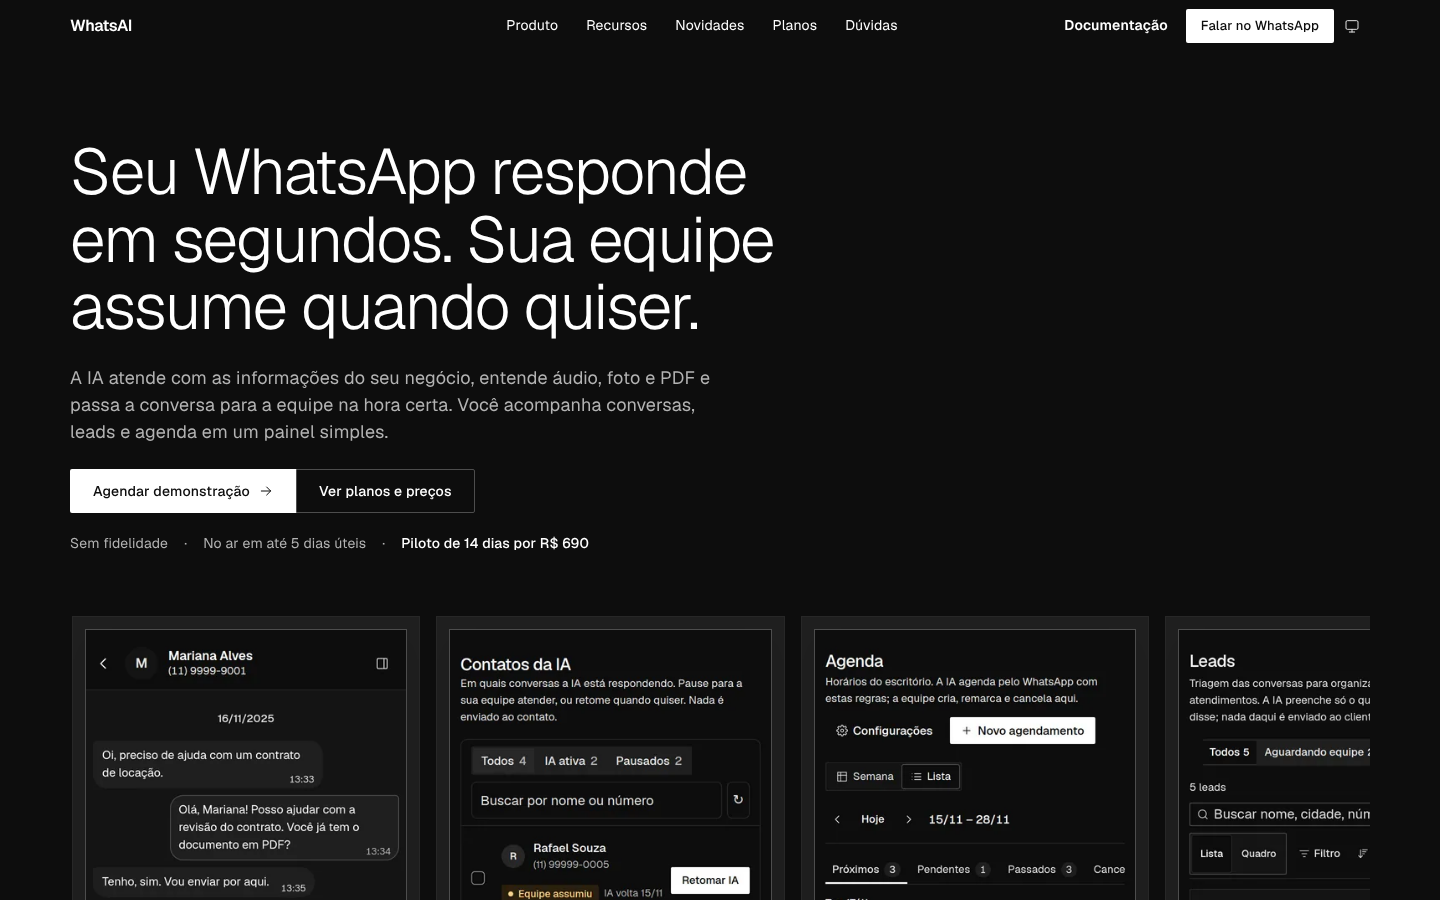 WhatsAI
Produto
Recursos
Novidades
Planos
Dúvidas
Documentação
Falar no WhatsApp
Seu WhatsApp responde
em segundos. Sua equipe
assume quando quiser.
A IA atende com as informações do seu negócio, entende áudio, foto e PDF e
passa a conversa para a equipe na hora certa. Você acompanha conversas,
leads e agenda em um painel simples.
Agendar demonstração →
Ver planos e preços
Sem fidelidade · No ar em até 5 dias úteis · Piloto de 14 dias por R$ 690
M
Mariana Alves
(11) 9999-9001
16/11/2025
Oi, preciso de ajuda com um contrato
de locação.
13:33
Olá, Mariana! Posso ajudar com a
revisão do contrato. Você já tem o
documento em PDF?
13:34
Tenho, sim. Vou enviar por aqui.
13:35
Contatos da IA
Em quais conversas a IA está respondendo. Pause para a
sua equipe atender, ou retome quando quiser. Nada é
enviado ao contato.
Todos 4
IA ativa 2
Pausados 2
Buscar por nome ou número
R
Rafael Souza
(11) 99999-0005
Equipe assumiu
IA volta 15/11
Retomar IA
Agenda
Horários do escritório. A IA agenda pelo WhatsApp com
estas regras; a equipe cria, remarca e cancela aqui.
Configurações
+ Novo agendamento
Semana
Lista
Hoje
15/11 – 28/11
Próximos 3
Pendentes 1
Passados 3
Cance
Leads
Triagem das conversas para organiza
atendimentos. A IA preenche só o qu
disse; nada daqui é enviado ao client
Todos 5
Aguardando equipe 2
5 leads
Buscar nome, cidade, núm
Lista
Quadro
Filtro